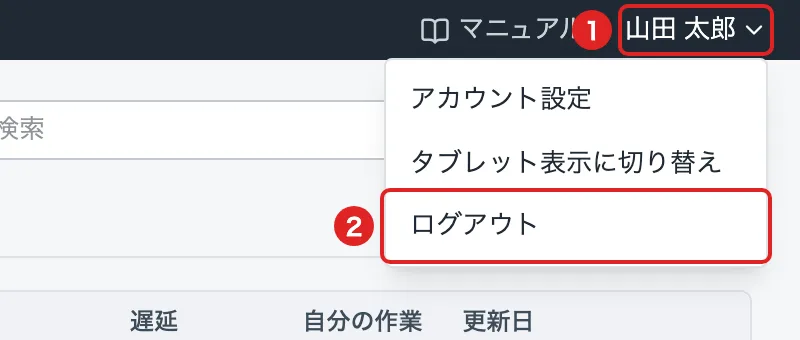 マニュアル 1 山田 太郎
アカウント設定
検索
タブレット表示に切り替え
2 ログアウト
遅延 自分の作業 更新日